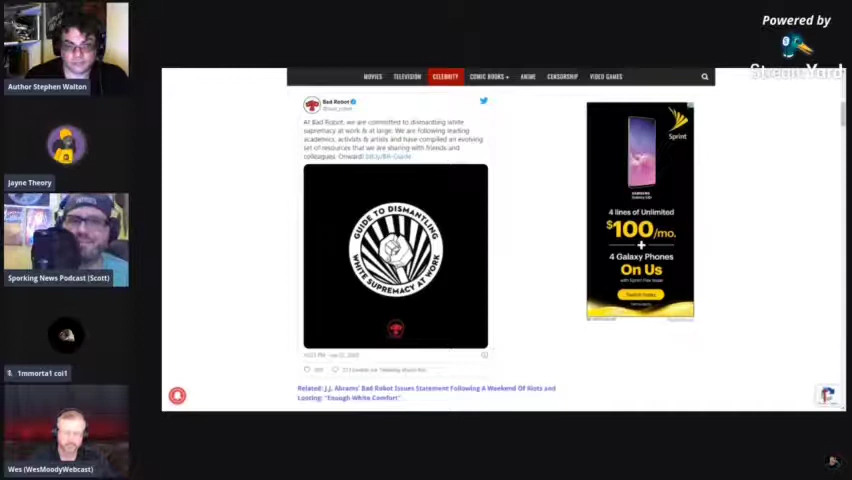 Powered by
StreamYard
Author Stephen Walton
Jayne Theory
Sporking News Podcast (Scott)
1mmorta1 coi1
Wes (WesMoodyWebcast)
MOVIES TELEVISION CELEBRITY COMIC BOOKS ANIME CENSORSHIP VIDEO GAMES
Bad Robot
At Bad Robot, we are committed to dismantling white
supremacy at work & at large. We are following leading
academics, activists & artists and have compiled an evolving
set of resources that we are sharing with friends and
colleagues. Onward!
GUIDE TO DISMANTLING
WHITE SUPREMACY AT WORK
Related: J.J. Abrams' Bad Robot Issues Statement Following A Weekend Of Riots and
Looting: "Enough White Comfort"
Sprint
SAMSUNG
4 lines of Unlimited
$100/mo.
+
4 Galaxy Phones
On Us